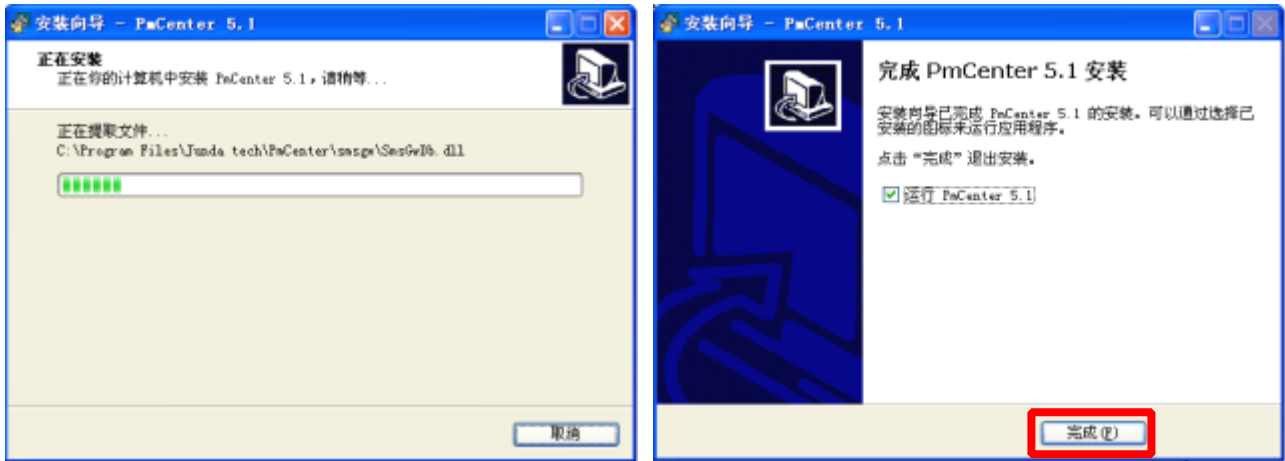 安装向导 - PmCenter 5.1
正在安装
正在你的计算机中安装 PmCenter 5.1，请稍等...
正在提取文件...
C:\Program Files\Junda tech\PmCenter\smsgw\SmsGwDb.dll
取消
安装向导 - PmCenter 5.1
完成 PmCenter 5.1 安装
安装向导已完成 PmCenter 5.1 的安装。可以通过选择已
安装的图标来运行应用程序。
点击“完成”退出安装。
运行 PmCenter 5.1
完成(F)